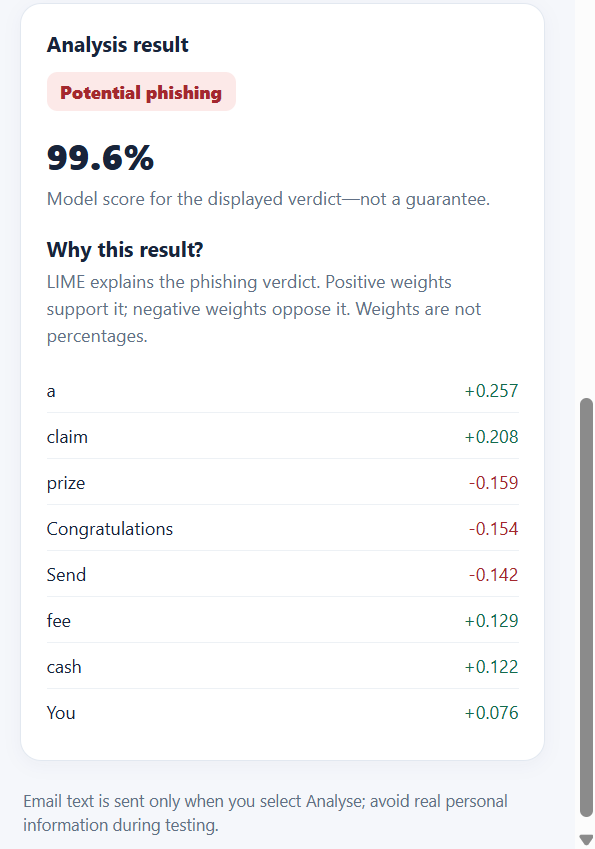 Analysis result
Potential phishing
99.6%
Model score for the displayed verdict—not a guarantee.
Why this result?
LIME explains the phishing verdict. Positive weights
support it; negative weights oppose it. Weights are not
percentages.
a +0.257
claim +0.208
prize -0.159
Congratulations -0.154
Send -0.142
fee +0.129
cash +0.122
You +0.076
Email text is sent only when you select Analyse; avoid real personal
information during testing.